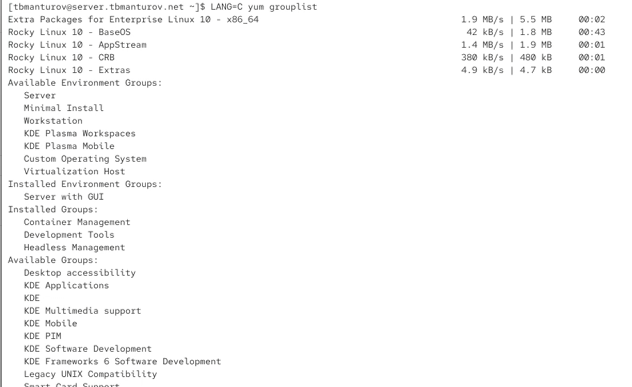 [tbmanturov@server.tbmanturov.net ~]$ LANG=C yum grouplist
Extra Packages for Enterprise Linux 10 - x86_64 1.9 MB/s | 5.5 MB 00:02
Rocky Linux 10 - BaseOS 42 kB/s | 1.8 MB 00:43
Rocky Linux 10 - AppStream 1.4 MB/s | 1.9 MB 00:01
Rocky Linux 10 - CRB 380 kB/s | 480 kB 00:01
Rocky Linux 10 - Extras 4.9 kB/s | 4.7 kB 00:00
Available Environment Groups:
Server
Minimal Install
Workstation
KDE Plasma Workspaces
KDE Plasma Mobile
Custom Operating System
Virtualization Host
Installed Environment Groups:
Server with GUI
Installed Groups:
Container Management
Development Tools
Headless Management
Available Groups:
Desktop accessibility
KDE Applications
KDE
KDE Multimedia support
KDE Mobile
KDE PIM
KDE Software Development
KDE Frameworks 6 Software Development
Legacy UNIX Compatibility
Smart Card Support